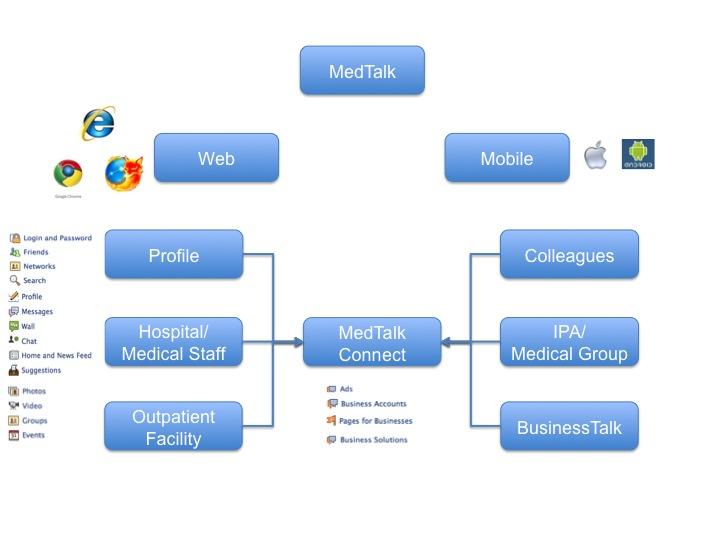 MedTalk
Web
Mobile
Google Chrome
ANDROID
Login and Password
Friends
Networks
Search
Profile
Messages
Wall
Chat
Home and News Feed
Suggestions
Photos
Video
Groups
Events
Profile
Hospital/
Medical Staff
Outpatient
Facility
MedTalk
Connect
Ads
Business Accounts
Pages for Businesses
Business Solutions
Colleagues
IPA/
Medical Group
BusinessTalk